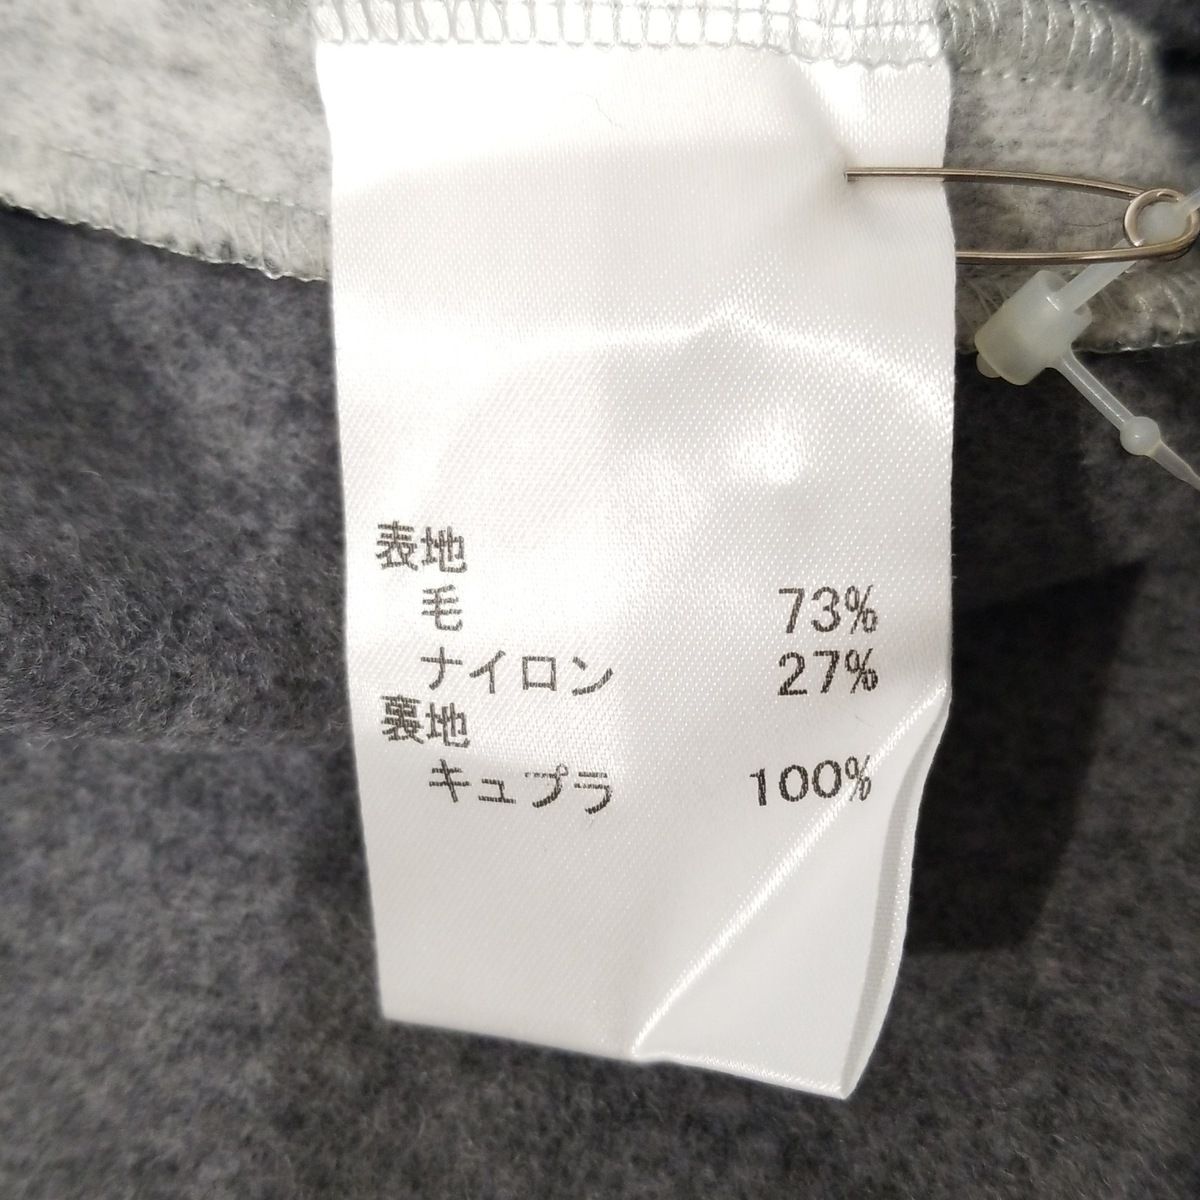 表地
毛 73%
ナイロン 27%
裏地
キュプラ 100%